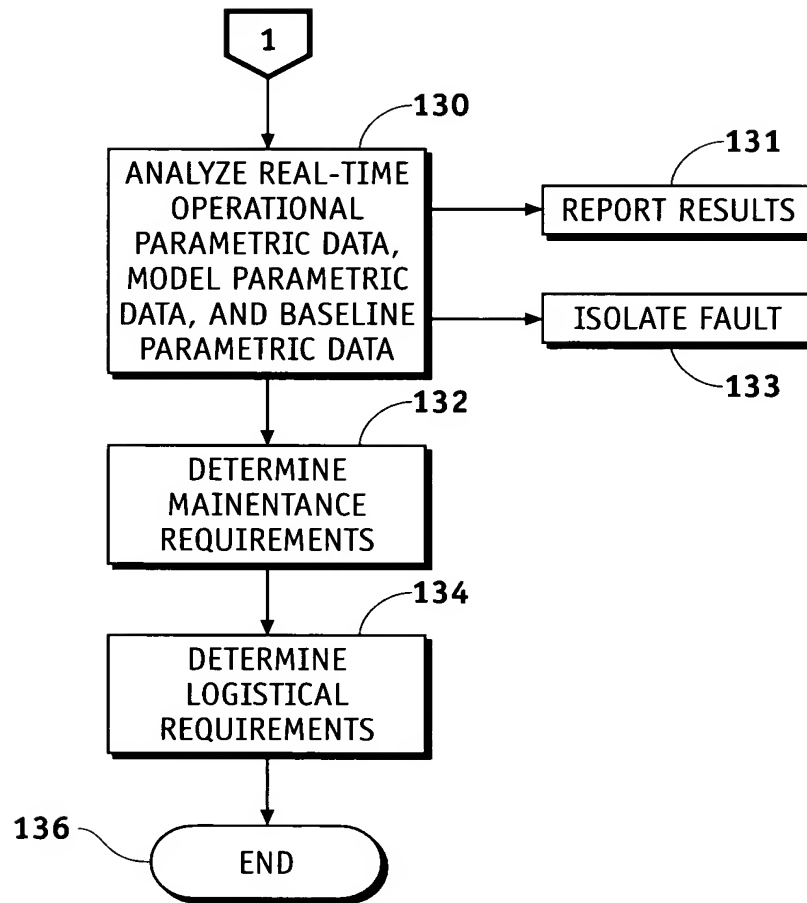 1
130
ANALYZE REAL-TIME
OPERATIONAL
PARAMETRIC DATA,
MODEL PARAMETRIC
DATA, AND BASELINE
PARAMETRIC DATA
131
REPORT RESULTS
ISOLATE FAULT
133
132
DETERMINE
MAINENTANCE
REQUIREMENTS
134
DETERMINE
LOGISTICAL
REQUIREMENTS
136
END